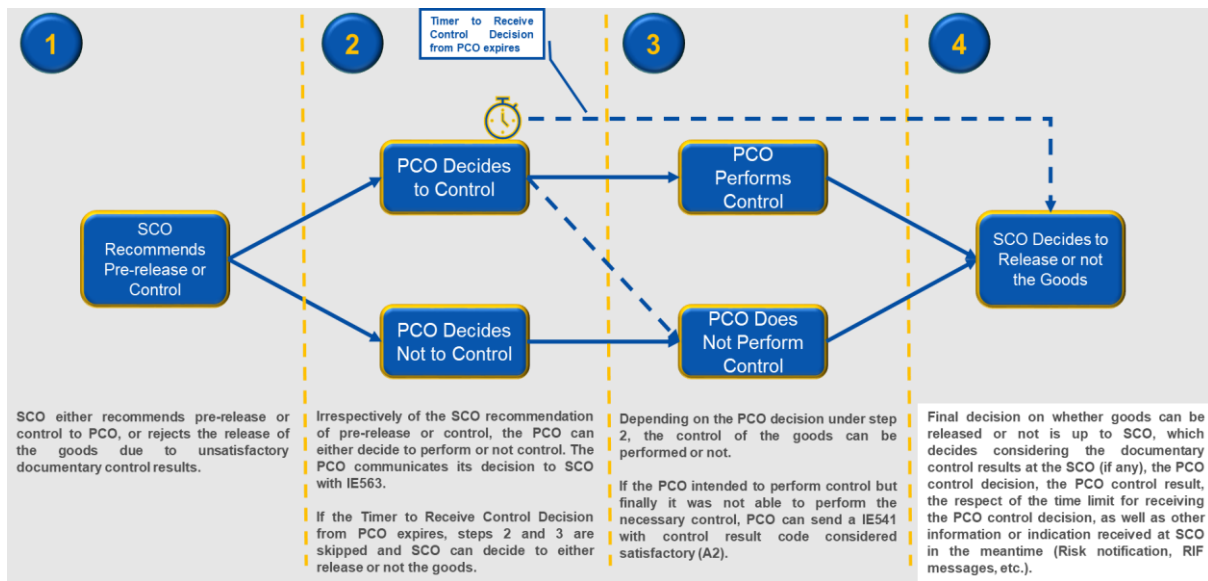 1
2
3
4
Timer to Receive
Control Decision
from PCO expires
SCO
Recommends
Pre-release or
Control
PCO Decides
to Control
PCO Decides
Not to Control
PCO
Performs
Control
PCO Does
Not Perform
Control
SCO Decides to
Release or not
the Goods
SCO either recommends pre-release or
control to PCO, or rejects the release of
the goods due to unsatisfactory
documentary control results.
Irrespectively of the SCO recommendation
of pre-release or control, the PCO can
either decide to perform or not control. The
PCO communicates its decision to SCO
with IE563.
If the Timer to Receive Control Decision
from PCO expires, steps 2 and 3 are
skipped and SCO can decide to either
release or not the goods.
Depending on the PCO decision under step
2, the control of the goods can be
performed or not.
If the PCO intended to perform control but
finally it was not able to perform the
necessary control, PCO can send a IE541
with control result code considered
satisfactory (A2).
Final decision on whether goods can be
released or not is up to SCO, which
decides considering the documentary
control results at the SCO (if any), the PCO
control decision, the PCO control result,
the respect of the time limit for receiving
the PCO control decision, as well as other
information or indication received at SCO
in the meantime (Risk notification, RIF
messages, etc.).